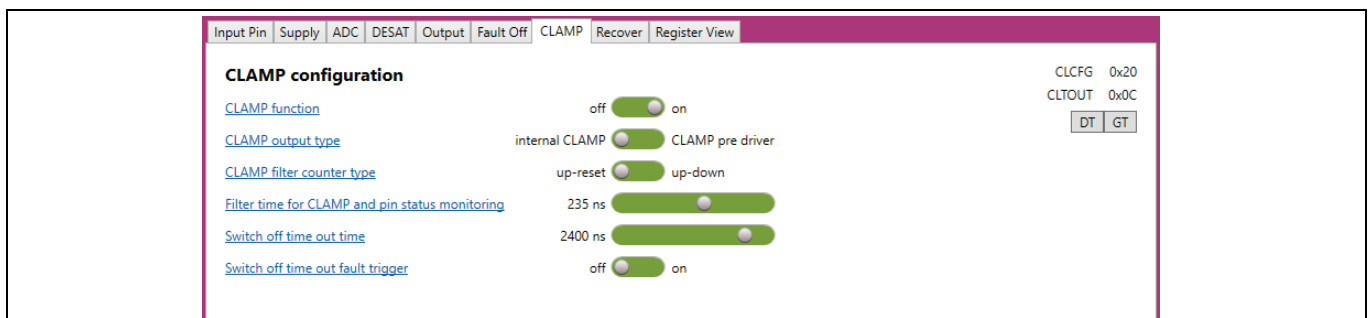 Input Pin Supply ADC DESAT Output Fault Off CLAMP Recover Register View
CLAMP configuration
CLCFG 0x20
CLTOUT 0x0C
DT GT
CLAMP function off on
CLAMP output type internal CLAMP CLAMP pre driver
CLAMP filter counter type up-reset up-down
Filter time for CLAMP and pin status monitoring 235 ns
Switch off time out time 2400 ns
Switch off time out fault trigger off on